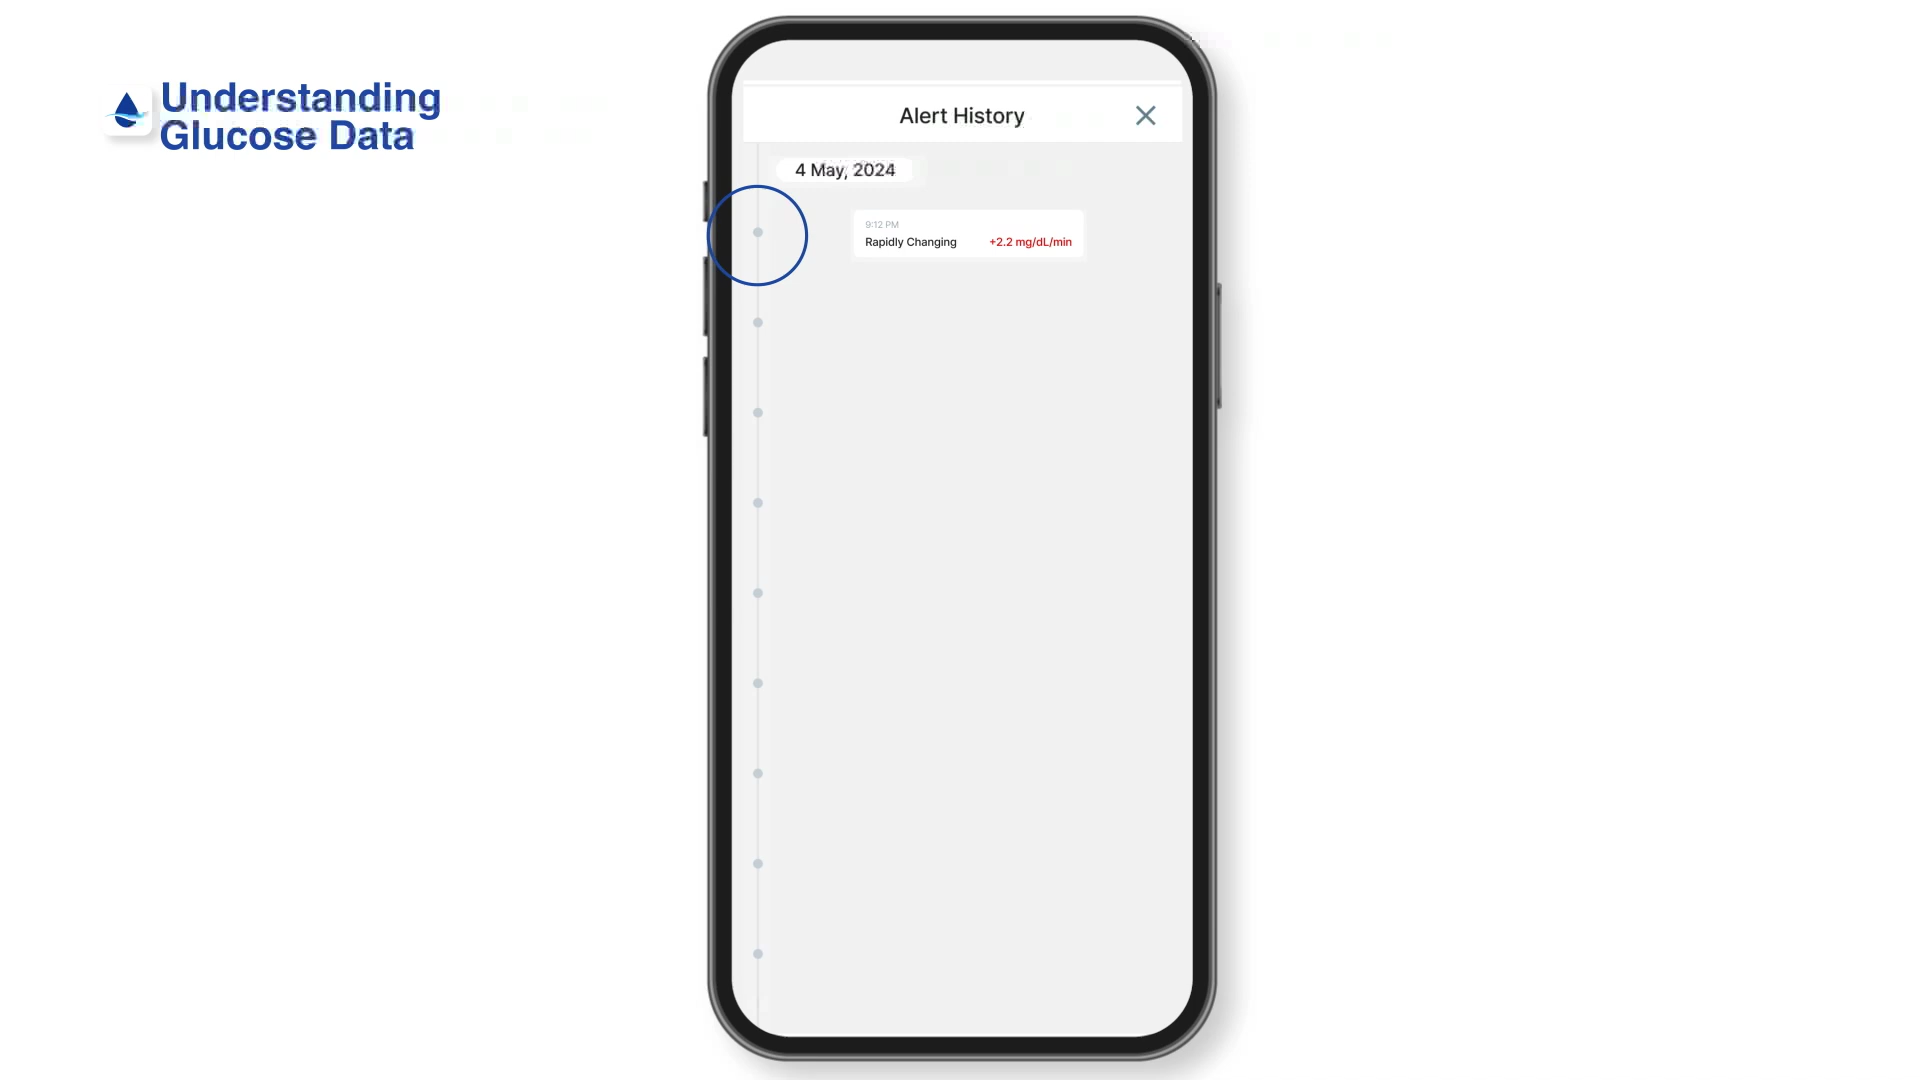 Understanding
Glucose Data
Alert History
4 May, 2024
9:12 PM
Rapidly Changing +2.2 mg/dL/min